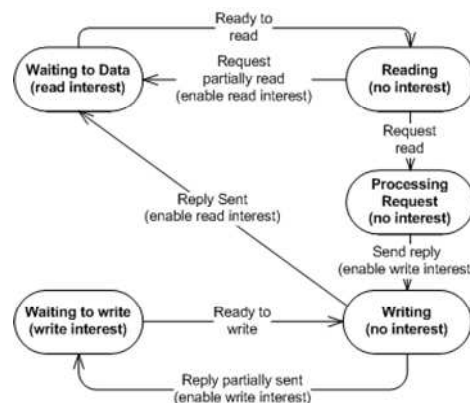 Ready to
read
Waiting to Data
(read interest)
Request
partially read
(enable read interest)
Reading
(no interest)
Request
read
Processing
Request
(no interest)
Reply Sent
(enable read interest)
Send reply
(enable write interest)
Waiting to write
(write interest)
Ready to
write
Writing
(no interest)
Reply partially sent
(enable write interest)